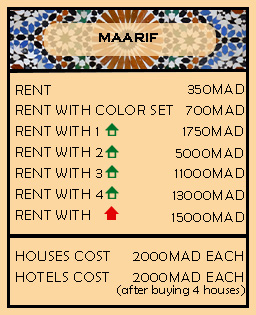 MAARIF
RENT 350MAD
RENT WITH COLOR SET 700MAD
RENT WITH 1 1750MAD
RENT WITH 2 5000MAD
RENT WITH 3 11000MAD
RENT WITH 4 13000MAD
RENT WITH 15000MAD
HOUSES COST 2000MAD EACH
HOTELS COST 2000MAD EACH
(after buying 4 houses)